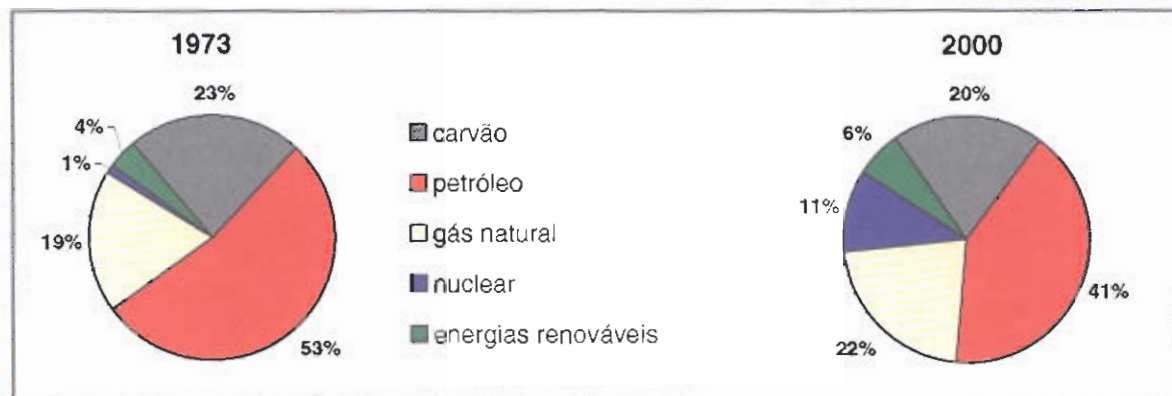 1973
23%
4%
1%
19%
53%
carvão
petróleo
gás natural
nuclear
energias renováveis
2000
20%
6%
11%
22%
41%